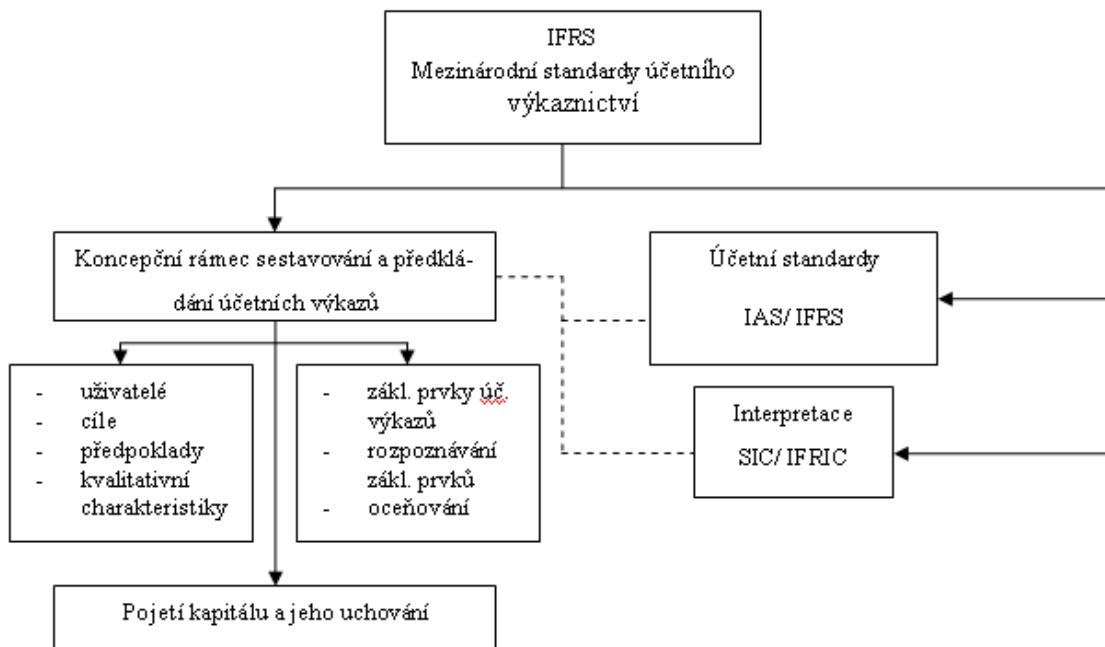 IFRS
Mezinárodní standardy účetního
výkaznictví
Koncepční rámec sestavování a předklá-
dání účetních výkazů
Účetní standardy
IAS/ IFRS
- uživatelé
- cíle
- předpoklady
- kvalitativní
charakteristiky
- zákl. prvky úč.
výkazů
- rozpoznávání
zákl. prvků
- oceňování
Interpretace
SIC/ IFRIC
Pojetí kapitálu a jeho uchování